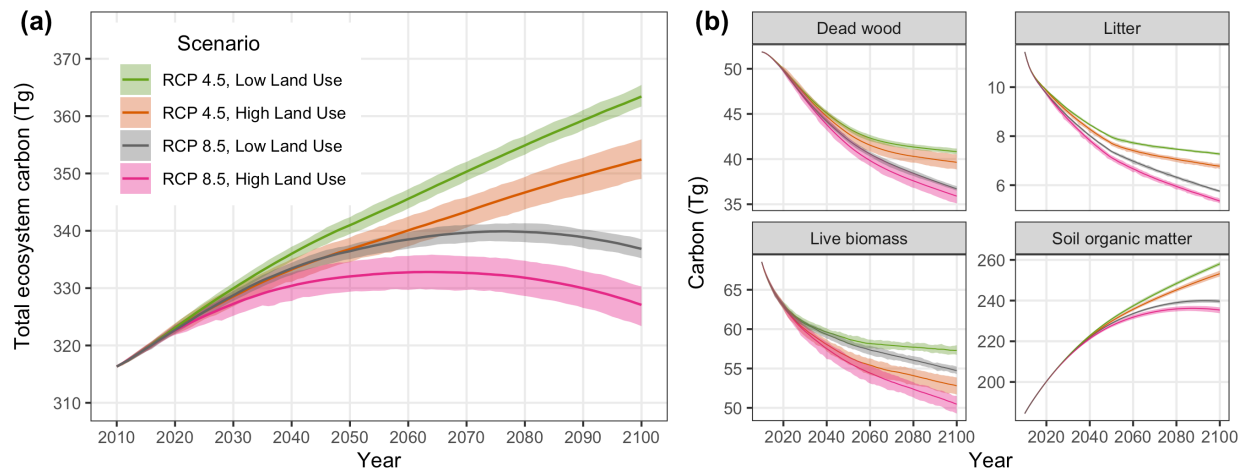 (a)
Total ecosystem carbon (Tg)
370
360
350
340
330
320
310
Scenario
RCP 4.5, Low Land Use
RCP 4.5, High Land Use
RCP 8.5, Low Land Use
RCP 8.5, High Land Use
2010 2020 2030 2040 2050 2060 2070 2080 2090 2100
Year
(b)
Carbon (Tg)
Dead wood
50
45
40
35
Litter
10
8
6
Live biomass
65
60
55
50
2020 2040 2060 2080 2100
Soil organic matter
260
240
220
200
2020 2040 2060 2080 2100
Year